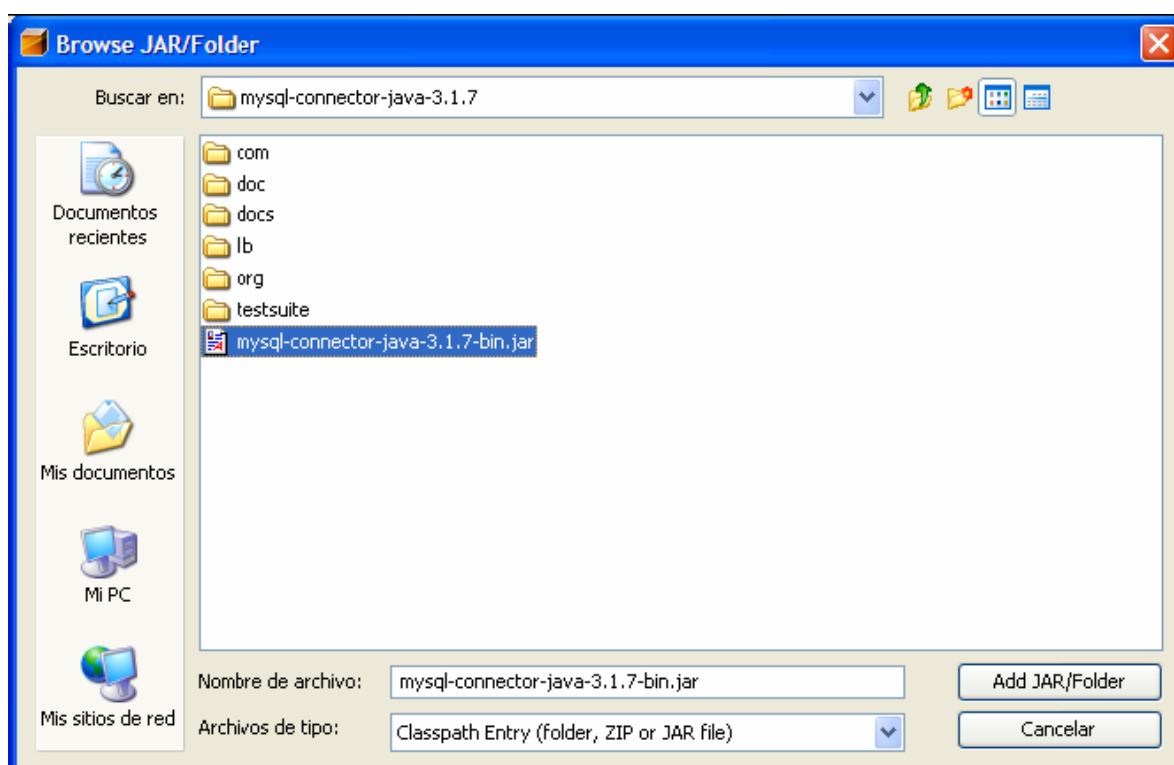 Browse JAR/Folder
Buscar en:
mysql-connector-java-3.1.7
com
doc
docs
lb
org
testsuite
mysql-connector-java-3.1.7-bin.jar
Documentos
recientes
Escritorio
Mis documentos
Mi PC
Mis sitios de red
Nombre de archivo:
mysql-connector-java-3.1.7-bin.jar
Add JAR/Folder
Archivos de tipo:
Classpath Entry (folder, ZIP or JAR file)
Cancelar